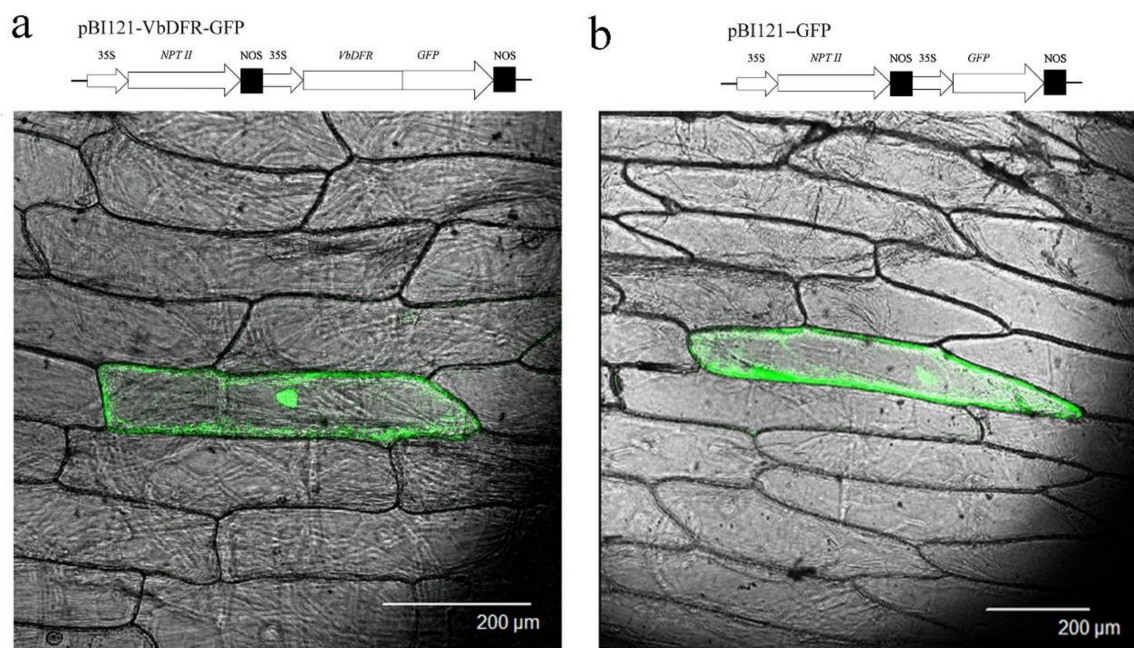 a
pBI121-VbDFR-GFP
35S NPT II NOS 35S VbDFR GFP NOS
200 µm
b
pBI121--GFP
35S NPT II NOS 35S GFP NOS
200 µm